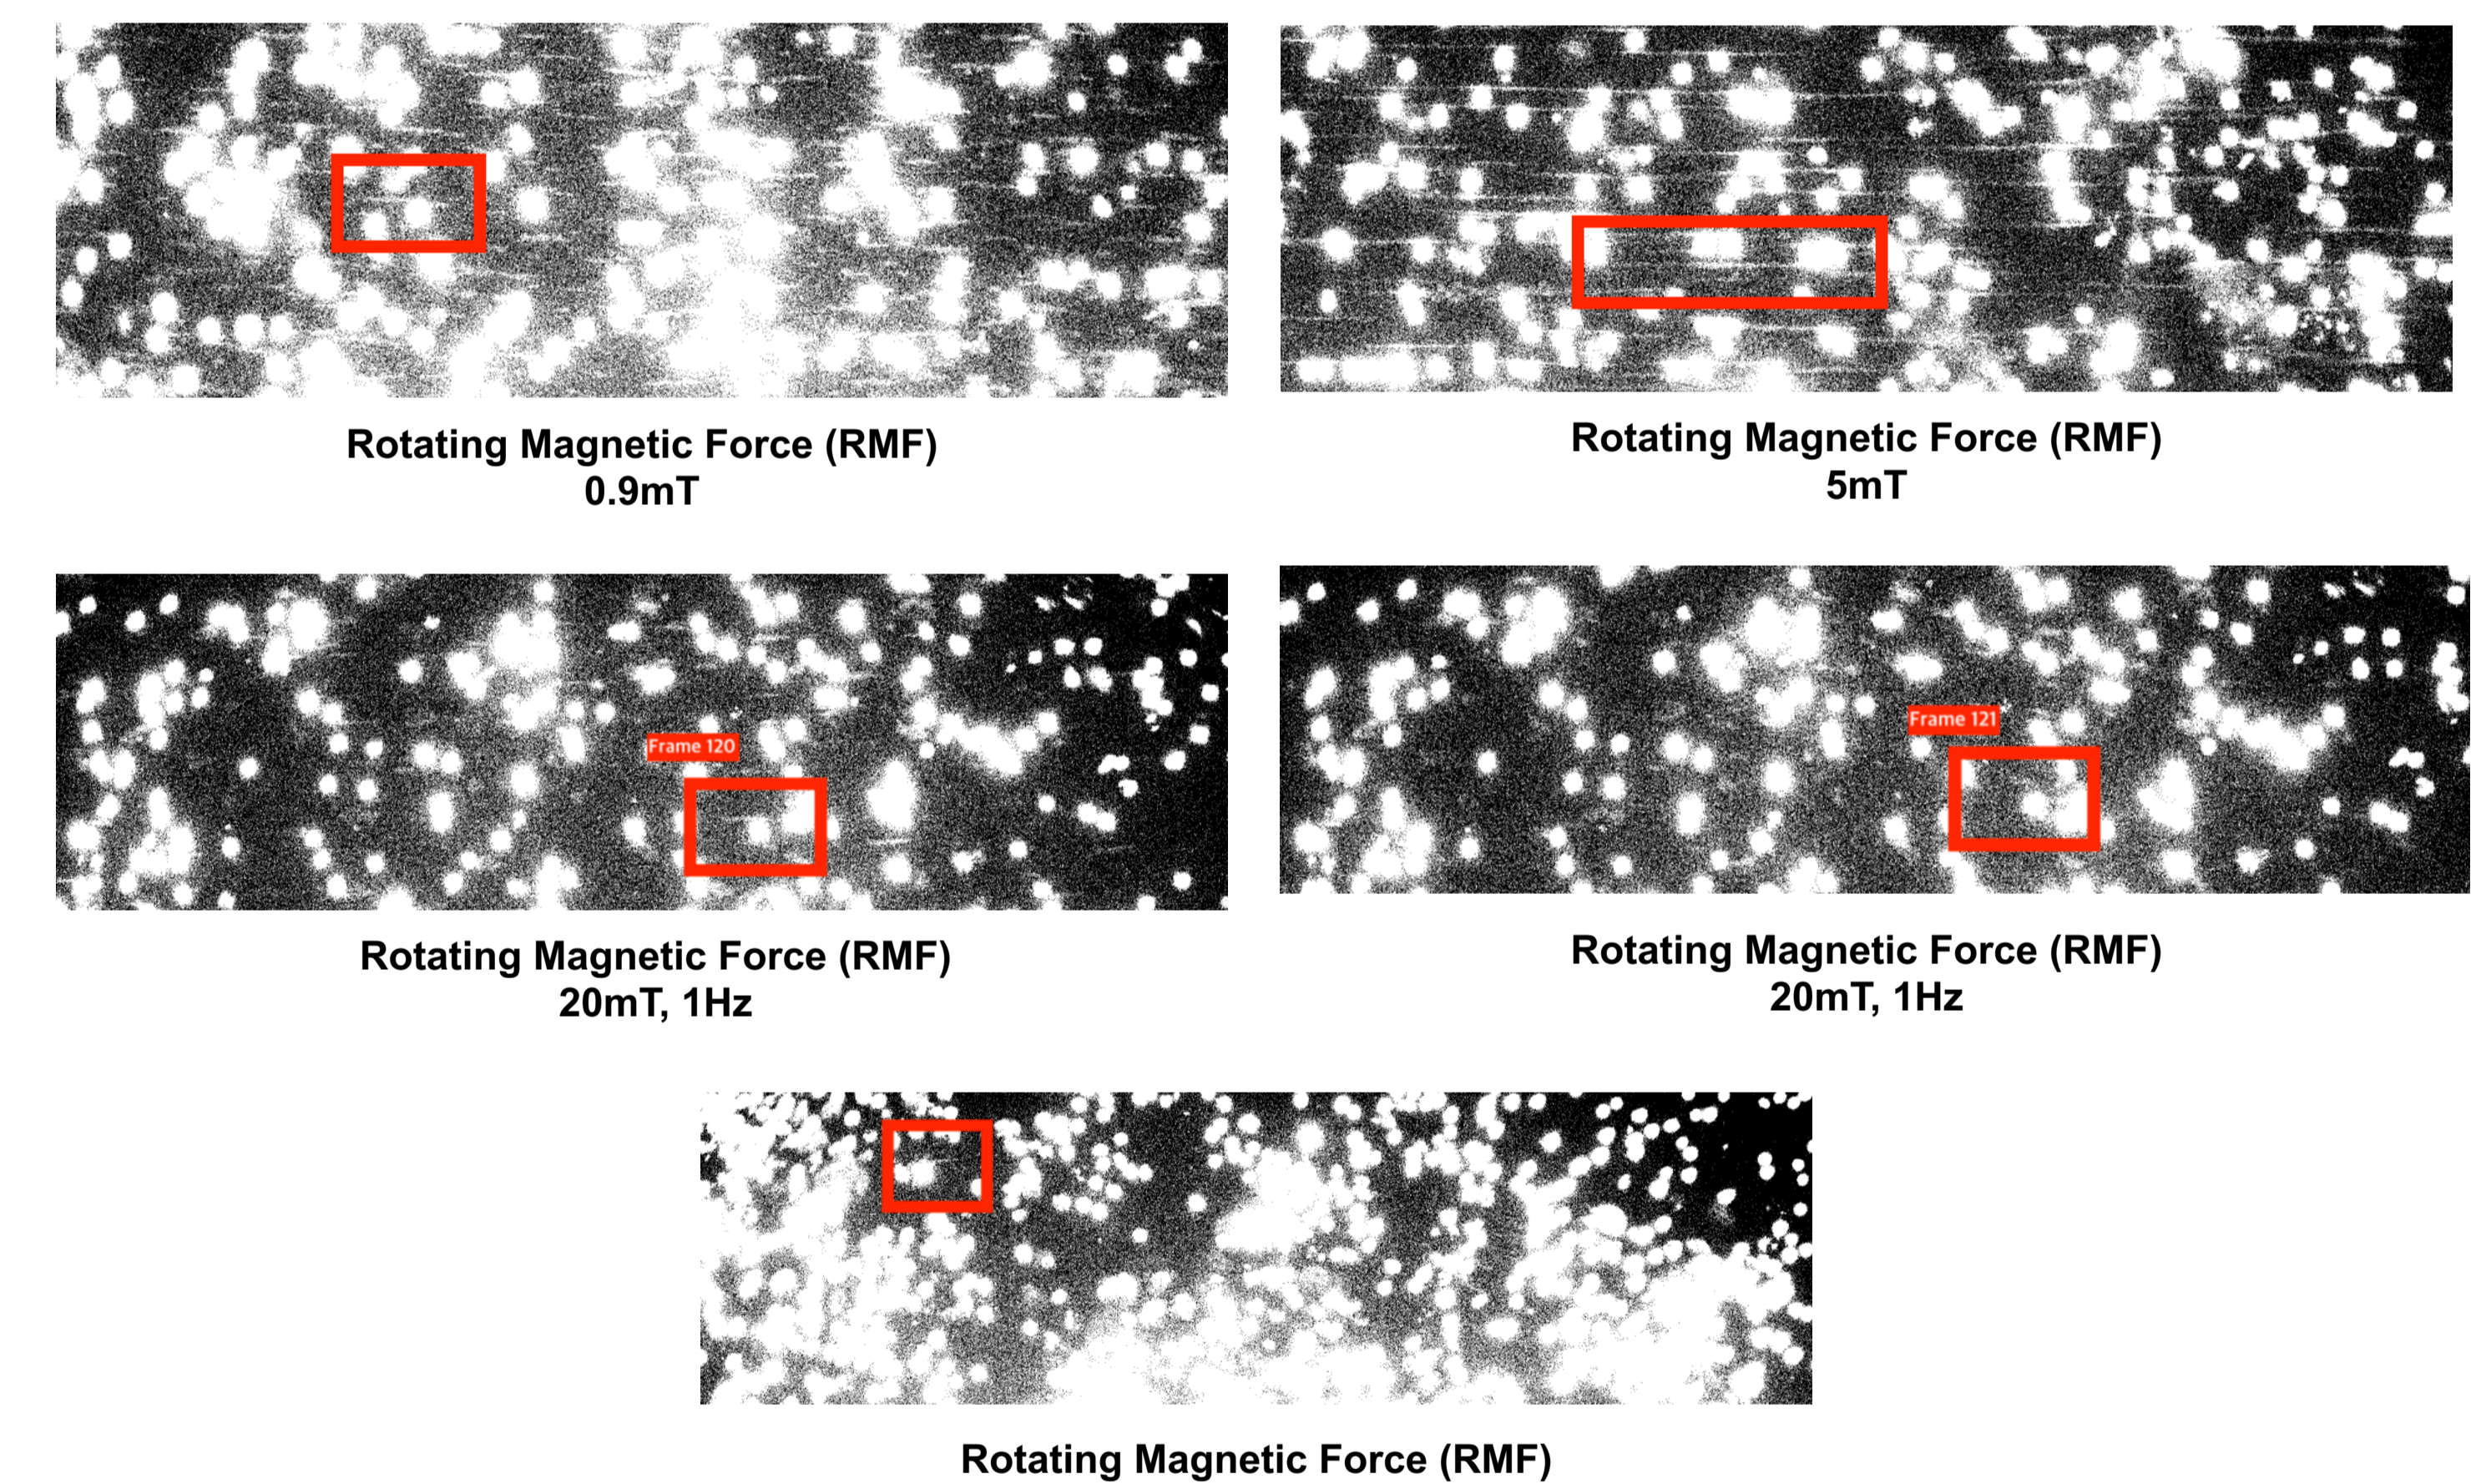 Rotating Magnetic Force (RMF)
0.9mT
Rotating Magnetic Force (RMF)
5mT
Frame 120
Rotating Magnetic Force (RMF)
20mT, 1Hz
Frame 121
Rotating Magnetic Force (RMF)
20mT, 1Hz
Rotating Magnetic Force (RMF)